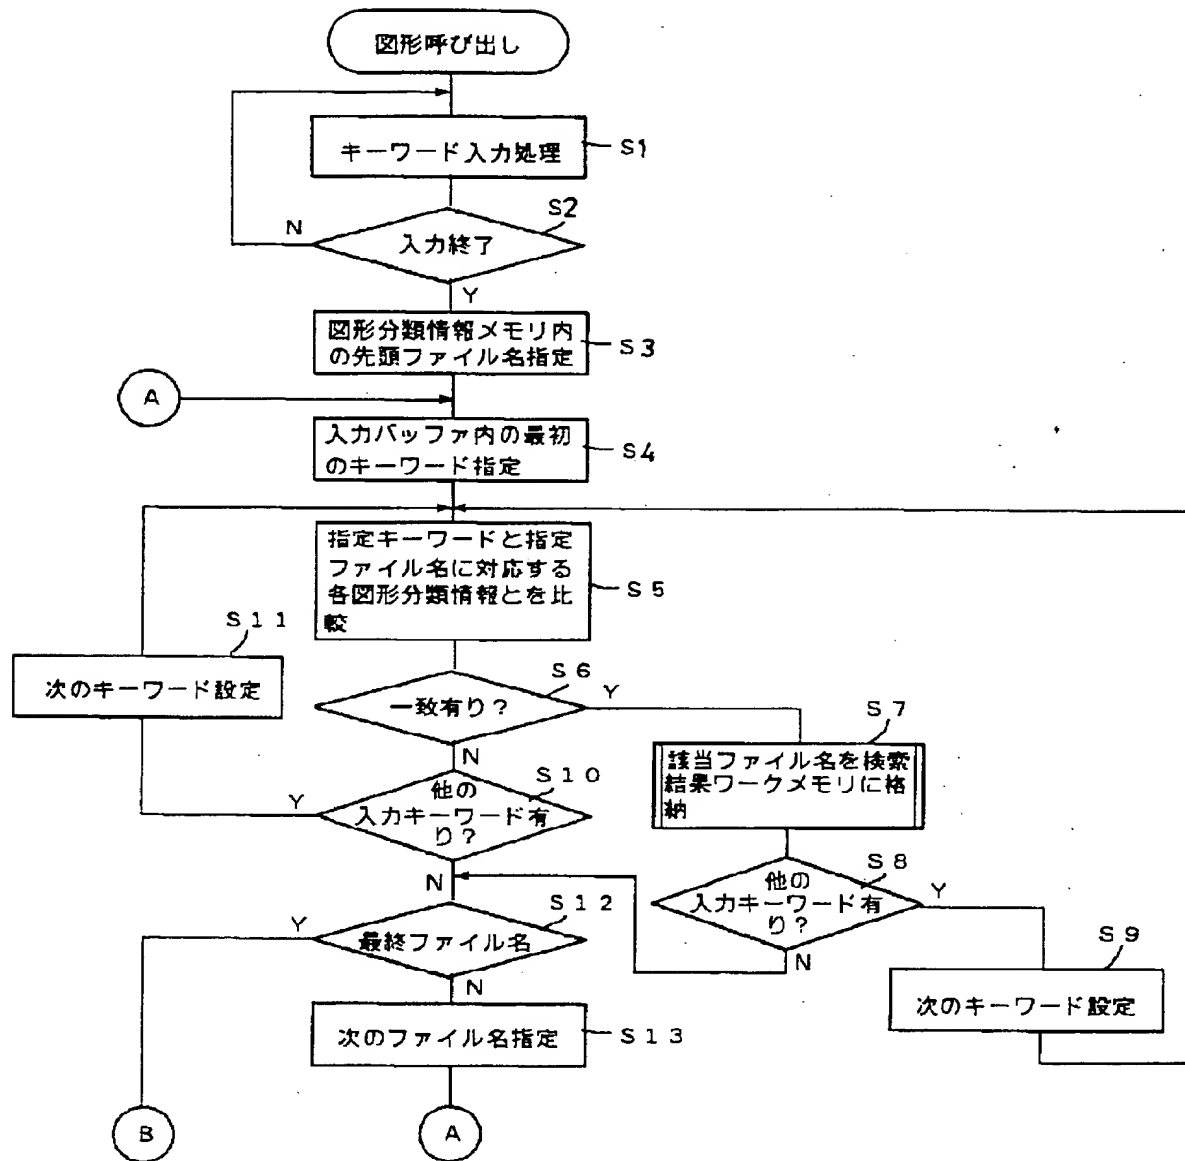 図形呼び出し
キーワード入力処理
S1
S2
N
入力終了
Y
図形分類情報メモリ内
の先頭ファイル名指定
S3
A
入力バッファ内の最初
のキーワード指定
S4
指定キーワードと指定
ファイル名に対応する
各図形分類情報とを比
較
S5
S11
次のキーワード設定
S6
一致有り?
Y
N
S7
該当ファイル名を検索
結果ワークメモリに格
納
S10
他の
入力キーワード有
り?
Y
N
S8
他の
入力キーワード有
り?
Y
N
S12
Y
最終ファイル名
N
S9
次のキーワード設定
次のファイル名指定
S13
B
A